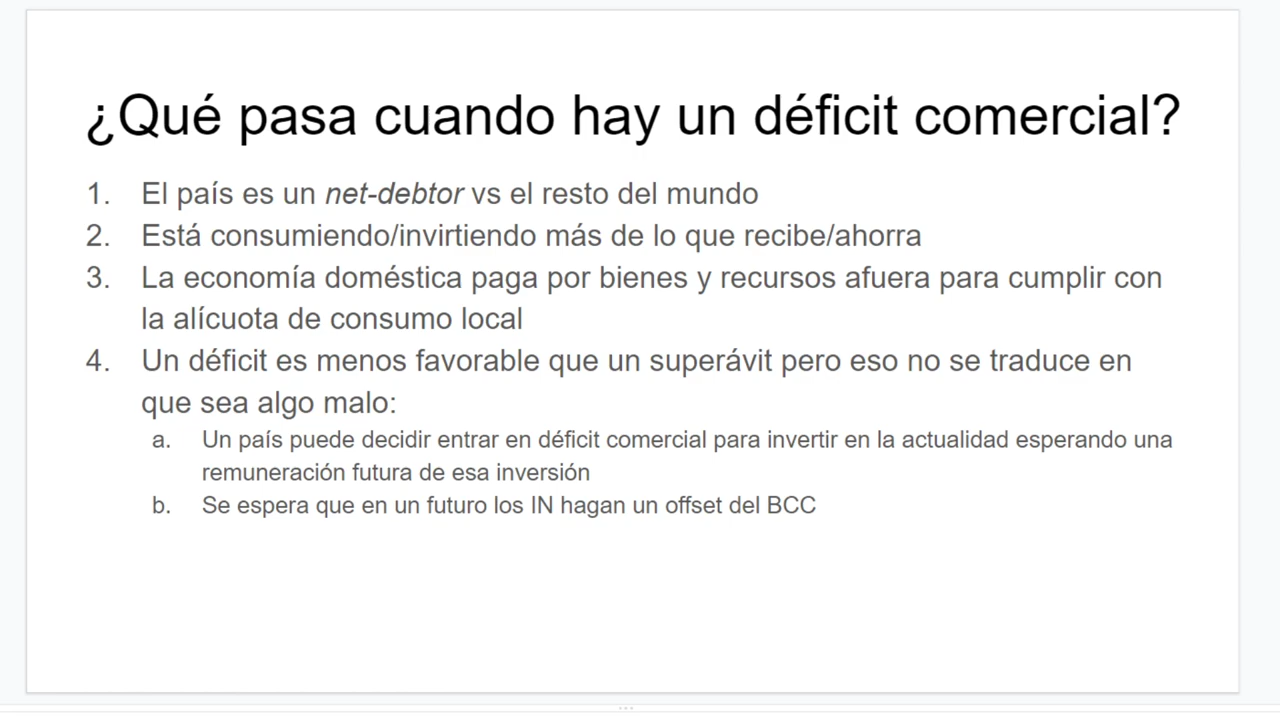 ¿Qué pasa cuando hay un déficit comercial?
1. El país es un net-debtor vs el resto del mundo
2. Está consumiendo/invirtiendo más de lo que recibe/ahorra
3. La economía doméstica paga por bienes y recursos afuera para cumplir con
la alícuota de consumo local
4. Un déficit es menos favorable que un superávit pero eso no se traduce en
que sea algo malo:
a. Un país puede decidir entrar en déficit comercial para invertir en la actualidad esperando una
remuneración futura de esa inversión
b. Se espera que en un futuro los IN hagan un offset del BCC